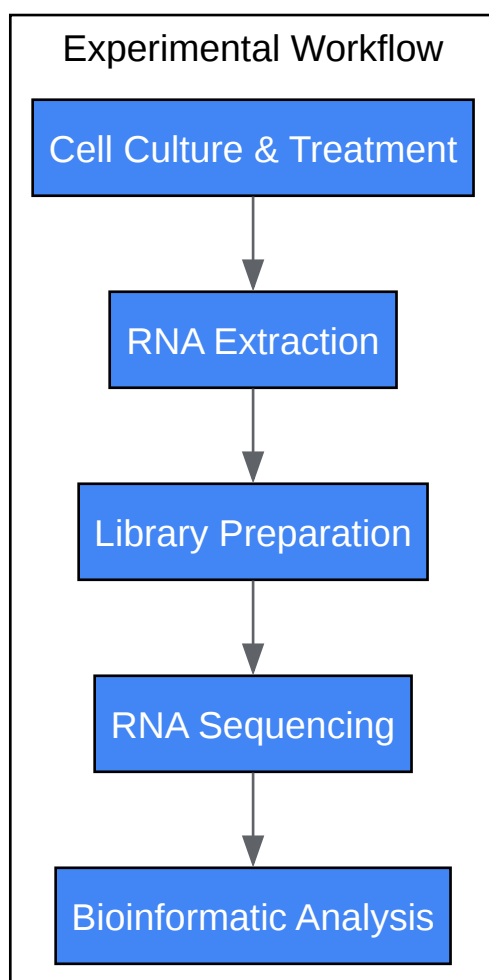 Experimental Workflow
Cell Culture & Treatment
RNA Extraction
Library Preparation
RNA Sequencing
Bioinformatic Analysis